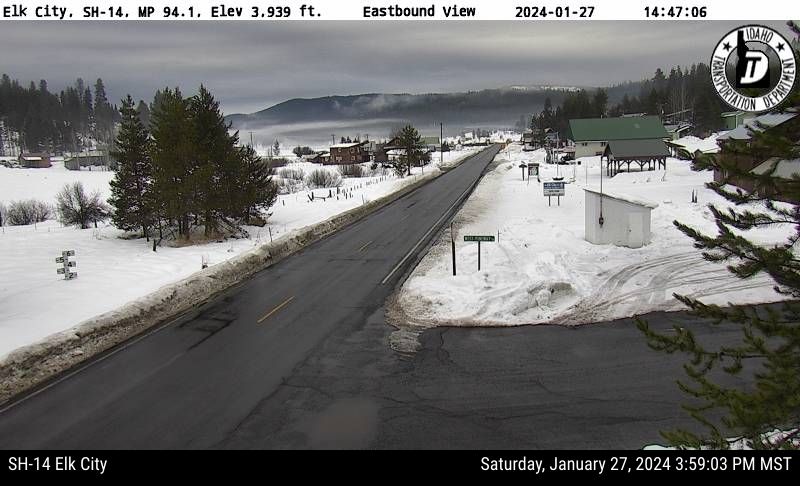 Elk City, SH-14, MP 94.1, Elev 3,939 ft. Eastbound View 2024-01-27 14:47:06
IDAHO
TRANSPORTATION DEPARTMENT
SH-14 Elk City Saturday, January 27, 2024 3:59:03 PM MST